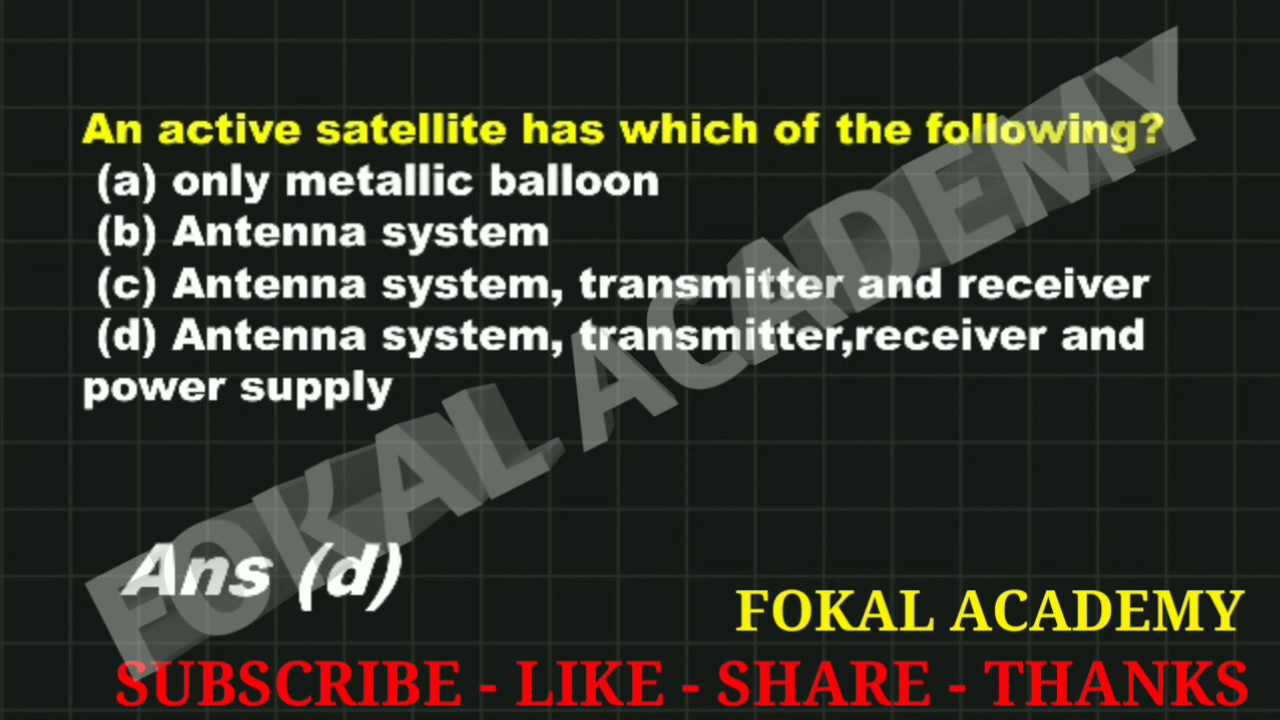 An active satellite has which of the following?
(a) only metallic balloon
(b) Antenna system
(c) Antenna system, transmitter and receiver
(d) Antenna system, transmitter,receiver and
power supply
FOKAL ACADEMY
Ans (d)
FOKAL ACADEMY
SUBSCRIBE - LIKE - SHARE - THANKS